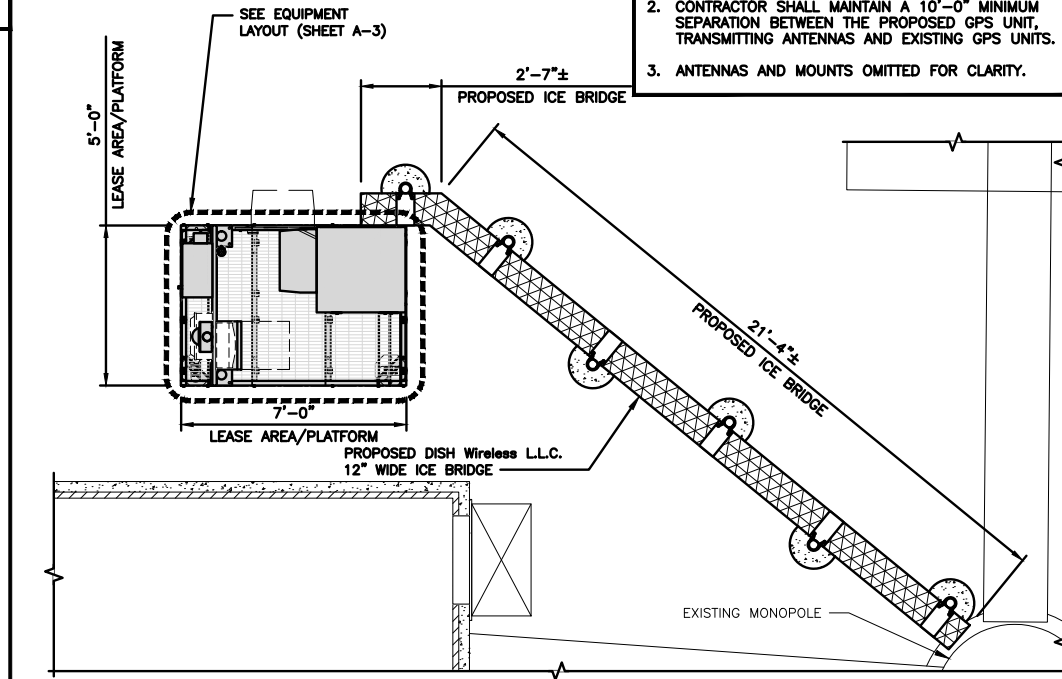 SEE EQUIPMENT
LAYOUT (SHEET A-3)
2. CONTRACTOR SHALL MAINTAIN A 10'-0" MINIMUM
SEPARATION BETWEEN THE PROPOSED GPS UNIT,
TRANSMITTING ANTENNAS AND EXISTING GPS UNITS.
3. ANTENNAS AND MOUNTS OMITTED FOR CLARITY.
2'-7"±
PROPOSED ICE BRIDGE
5'-0"
LEASE AREA/PLATFORM
21'-4"±
PROPOSED ICE BRIDGE
7'-0"
LEASE AREA/PLATFORM
PROPOSED DISH Wireless L.L.C.
12" WIDE ICE BRIDGE
EXISTING MONOPOLE